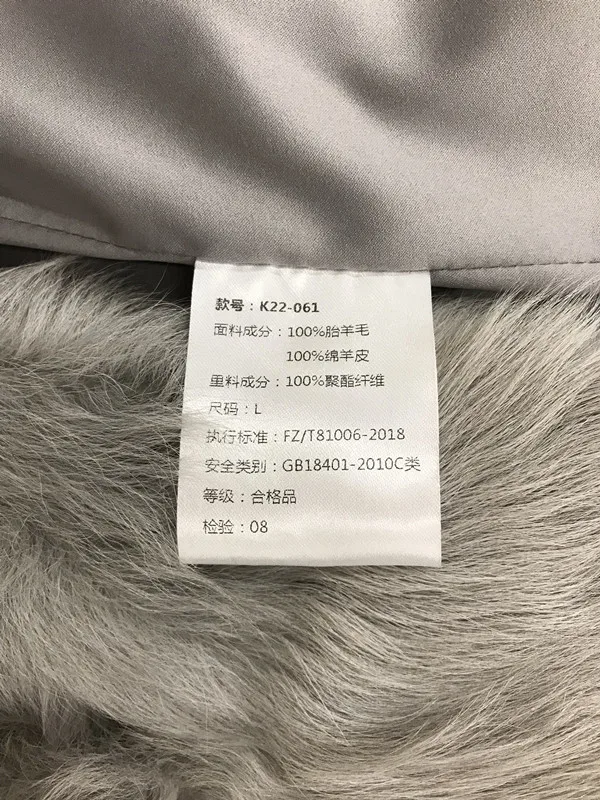 款号：K22-061
面料成分：100%胎羊毛
100%绵羊皮
里料成分：100%聚酯纤维
尺码：L
执行标准：FZ/T81006-2018
安全类别：GB18401-2010C类
等级：合格品
检验：08